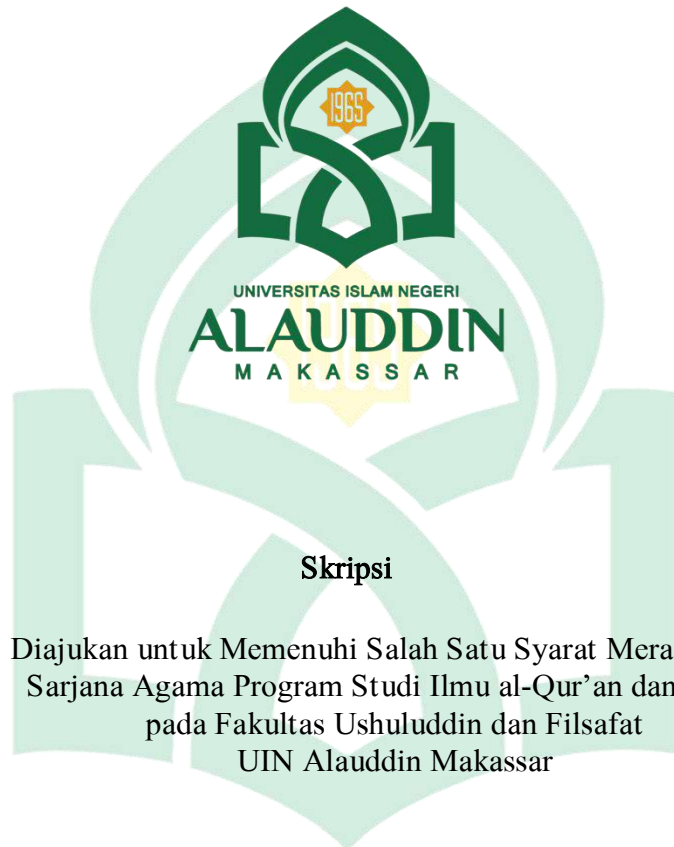 1965
UNIVERSITAS ISLAM NEGERI
ALAUDDIN
MAKASSAR
Skripsi
Diajukan untuk Memenuhi Salah Satu Syarat Mera
Sarjana Agama Program Studi Ilmu al-Qur’an dan
pada Fakultas Ushuluddin dan Filsafat
UIN Alauddin Makassar